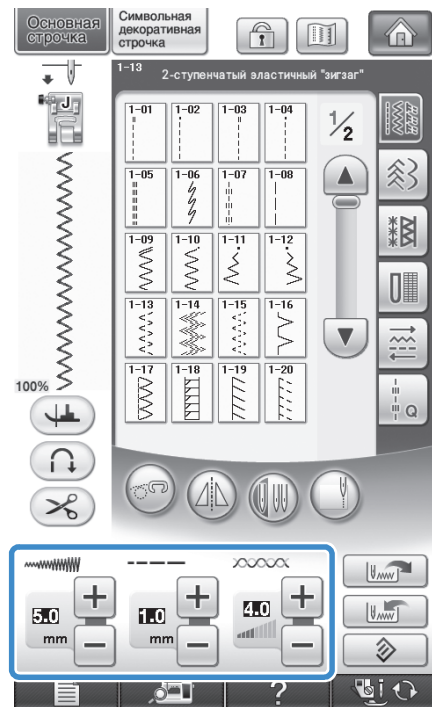 Основная
строчка
Символьная
декоративная
строчка
J
1-13 2-ступенчатый эластичный "зигзаг"
1-01 1-02 1-03 1-04
1/2
1-05 1-06 1-07 1-08
1-09 1-10 1-11 1-12
1-13 1-14 1-15 1-16
1-17 1-18 1-19 1-20
100%
Q
5.0 1.0 4.0
mm mm
?